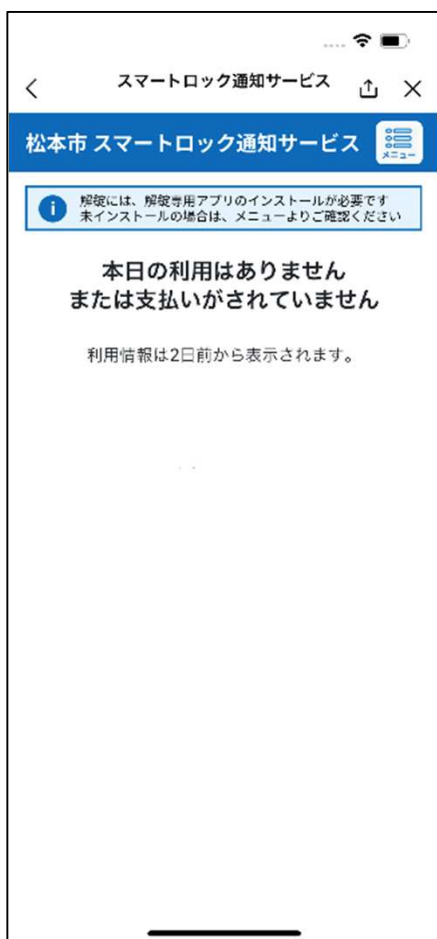 スマートロック通知サービス
松本市 スマートロック通知サービス
メニュー
解錠には、解錠専用アプリのインストールが必要です
未インストールの場合は、メニューよりご確認ください
本日の利用はありません
または支払いがされていません
利用情報は2日前から表示されます。